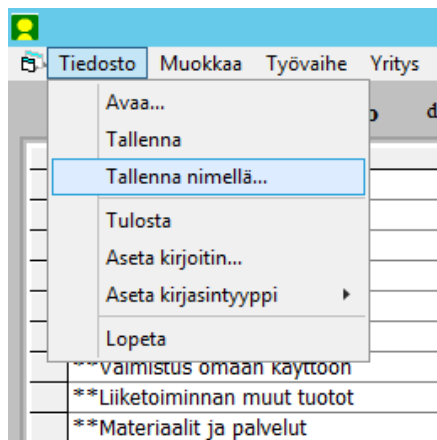 Tiedosto Muokkaa Työvaihe Yritys
Avaa...
Tallenna
Tallenna nimellä...
Tulosta
Aseta kirjoitin...
Aseta kirjasintyyppi
Lopeta
**Valmistus omaan käyttöön
**Liiketoiminnan muut tuotot
**Materiaalit ja palvelut